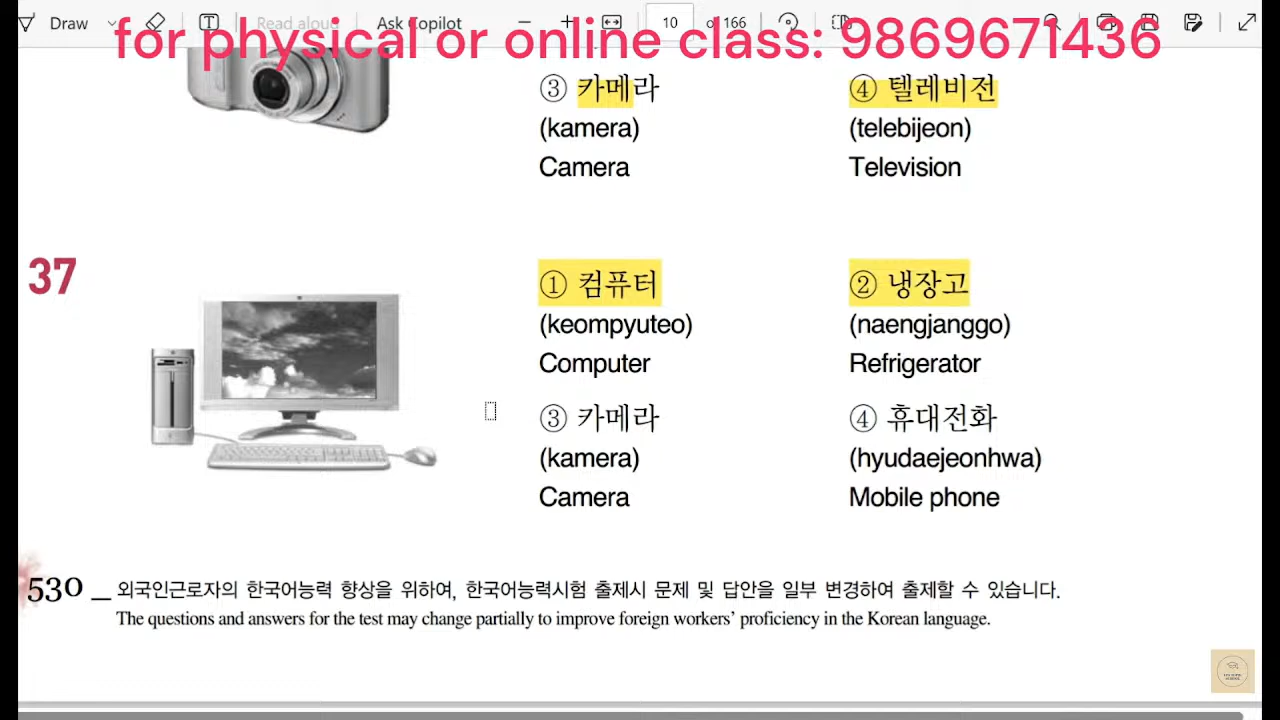 Draw
Read aloud
Ask Copilot
10
of 166
for physical or online class: 9869671436
③ 카메라
④ 텔레비전
(kamera)
(telebijeon)
Camera
Television
37
① 컴퓨터
② 냉장고
(keompyuteo)
(naengjanggo)
Computer
Refrigerator
③ 카메라
④ 휴대전화
(kamera)
(hyudaejeonhwa)
Camera
Mobile phone
530 _ 외국인근로자의 한국어능력 향상을 위하여, 한국어능력시험 출제시 문제 및 답안을 일부 변경하여 출제할 수 있습니다.
The questions and answers for the test may change partially to improve foreign workers' proficiency in the Korean language.